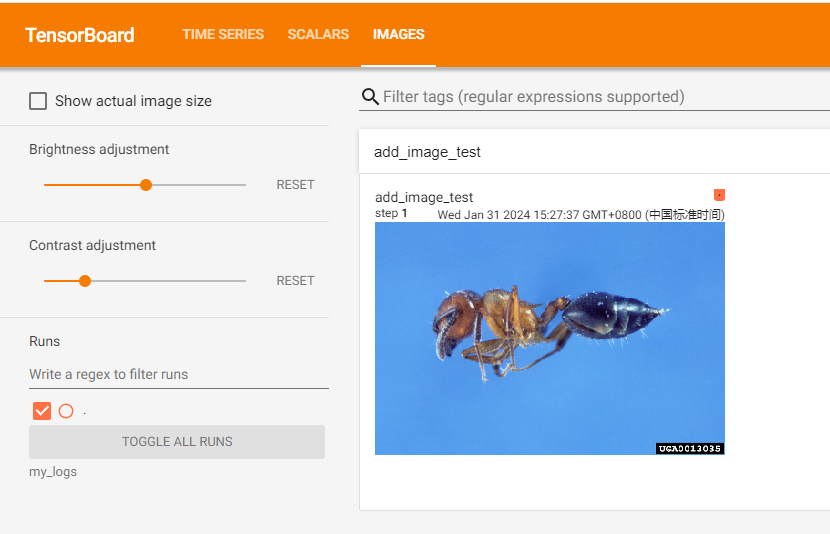 TensorBoard TIME SERIES SCALARS IMAGES
Show actual image size
Filter tags (regular expressions supported)
Brightness adjustment
RESET
Contrast adjustment
RESET
Runs
Write a regex to filter runs
.
TOGGLE ALL RUNS
my_logs
add_image_test
add_image_test
step 1 Wed Jan 31 2024 15:27:37 GMT+0800 (中国标准时间)
UGA0013035